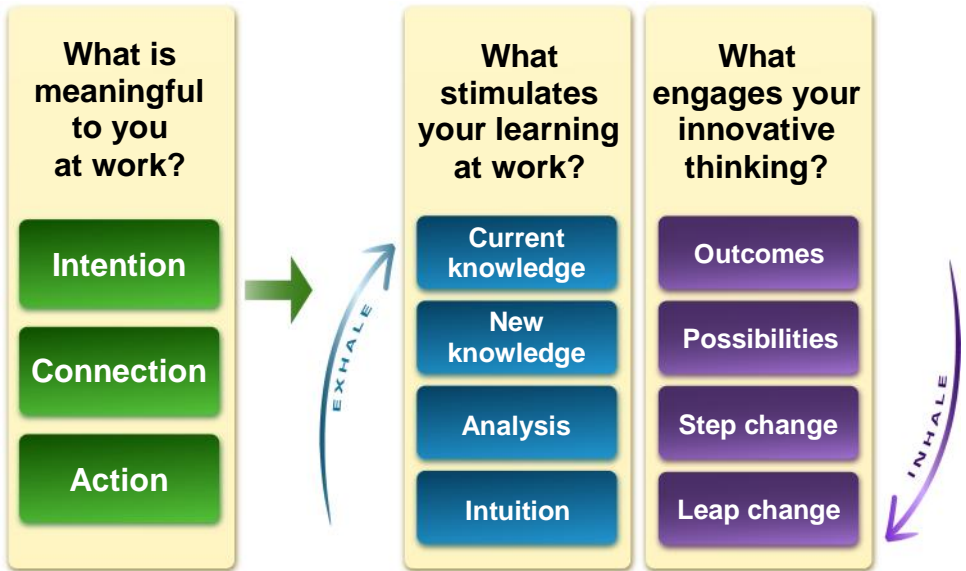 What is
meaningful
to you
at work?
Intention
Connection
Action
EXHALE
What
stimulates
your learning
at work?
Current
knowledge
New
knowledge
Analysis
Intuition
What
engages your
innovative
thinking?
Outcomes
Possibilities
Step change
Leap change
INHALE